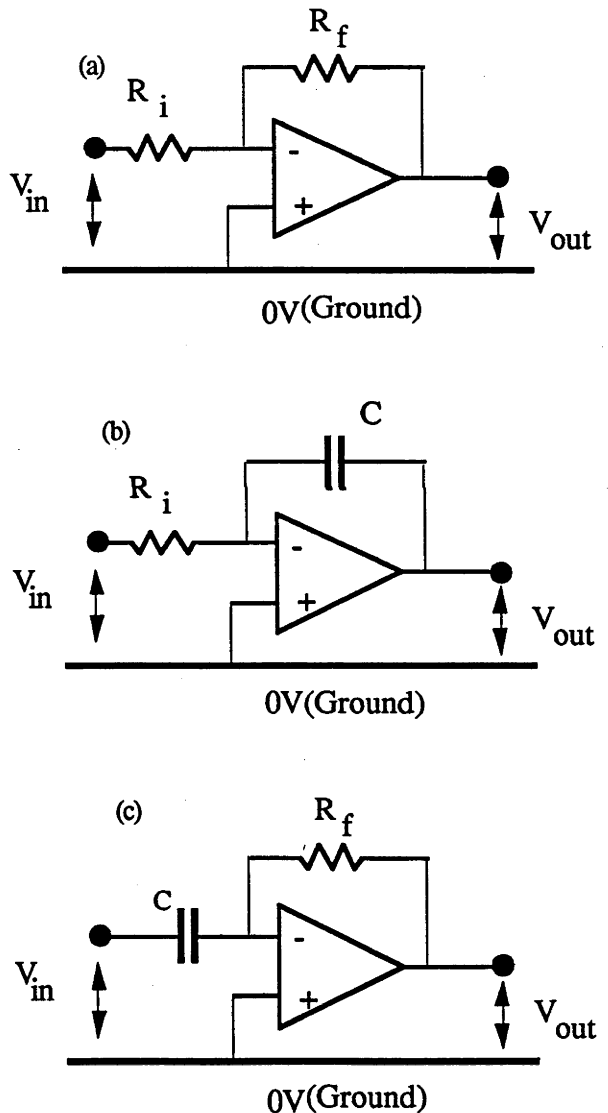 (a)
R f
R i
-
+
V in
V out
0V(Ground)
(b)
C
R i
-
+
V in
V out
0V(Ground)
(c)
R f
C
-
+
V in
V out
0V(Ground)